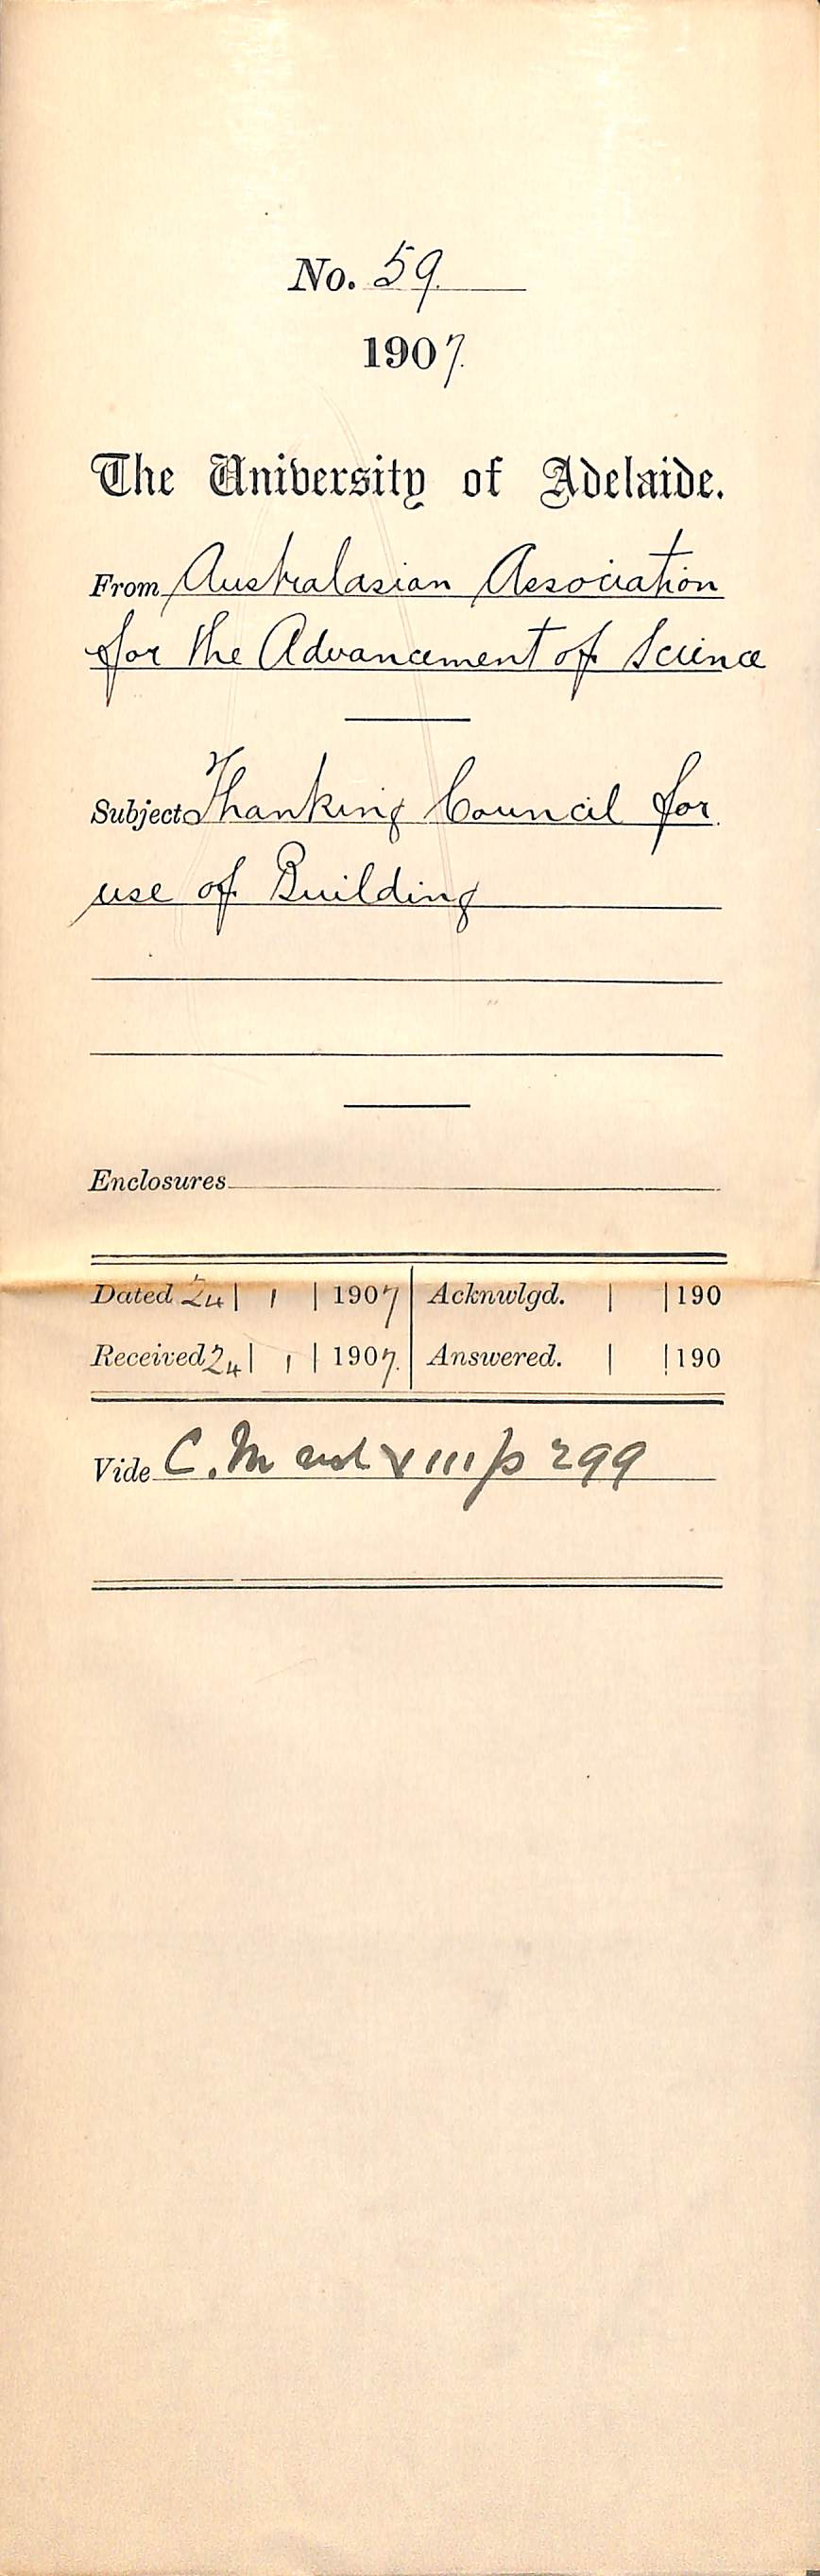 No. 59.
1907.
The University of Adelaide.
From Australasian Association
for the Advancement of Science
Subject Thanking Council for
use of Building
Enclosures
Dated 24 | 1 | 1907 | Acknwlgd. | | 190
Received 24 | 1 | 1907. | Answered. | | 190
Vide C.M vol VIII p 299